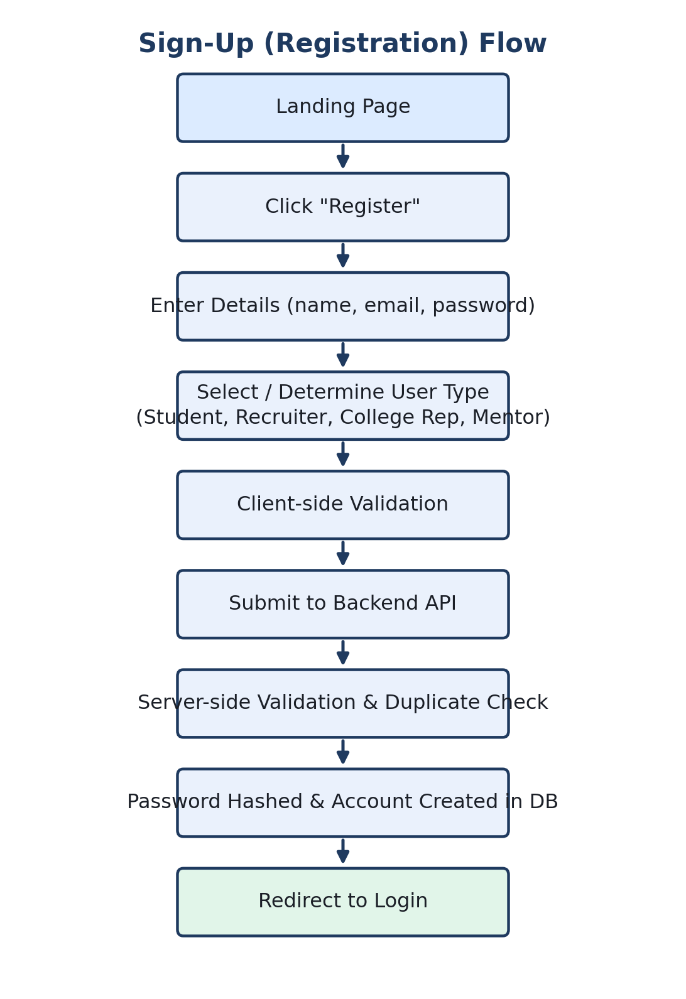 Sign-Up (Registration) Flow
Landing Page
Click "Register"
Enter Details (name, email, password)
Select / Determine User Type
(Student, Recruiter, College Rep, Mentor)
Client-side Validation
Submit to Backend API
Server-side Validation & Duplicate Check
Password Hashed & Account Created in DB
Redirect to Login